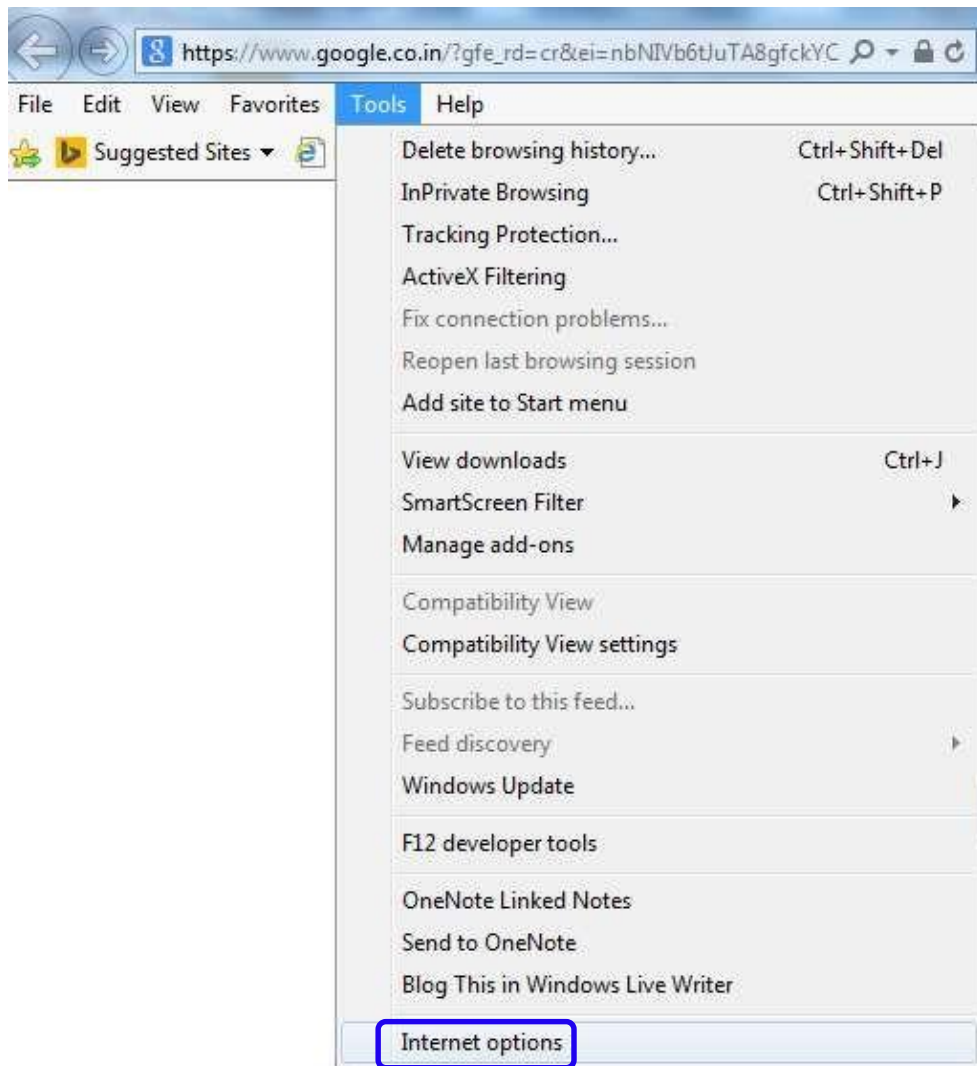 https://www.google.co.in/?gfe_rd=cr&ei=nbNIVb6tJuTA8gfckYC
File Edit View Favorites Tools Help
Suggested Sites
Delete browsing history... Ctrl+Shift+Del
InPrivate Browsing Ctrl+Shift+P
Tracking Protection...
ActiveX Filtering
Fix connection problems...
Reopen last browsing session
Add site to Start menu
View downloads Ctrl+J
SmartScreen Filter
Manage add-ons
Compatibility View
Compatibility View settings
Subscribe to this feed...
Feed discovery
Windows Update
F12 developer tools
OneNote Linked Notes
Send to OneNote
Blog This in Windows Live Writer
Internet options